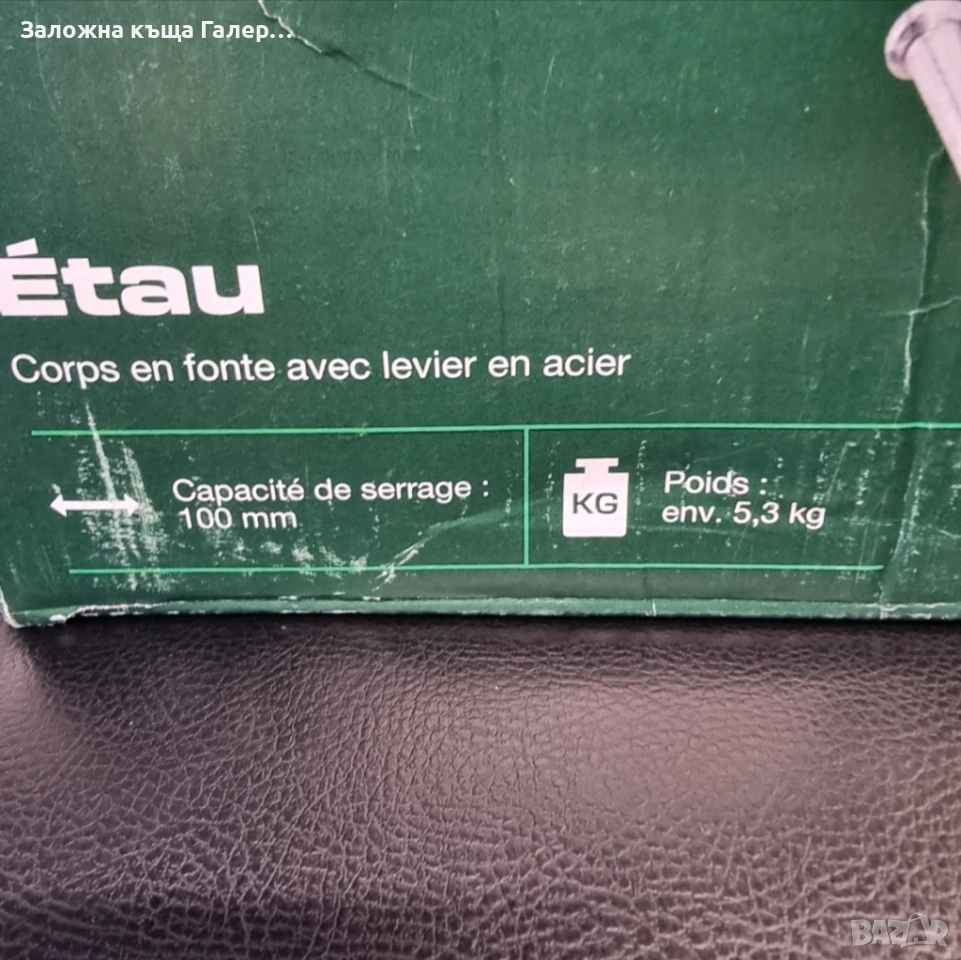 Заложна къща Галер...
Étau
Corps en fonte avec levier en acier
Capacité de serrage :
100 mm
KG
Poids :
env. 5,3 kg
BAZAR